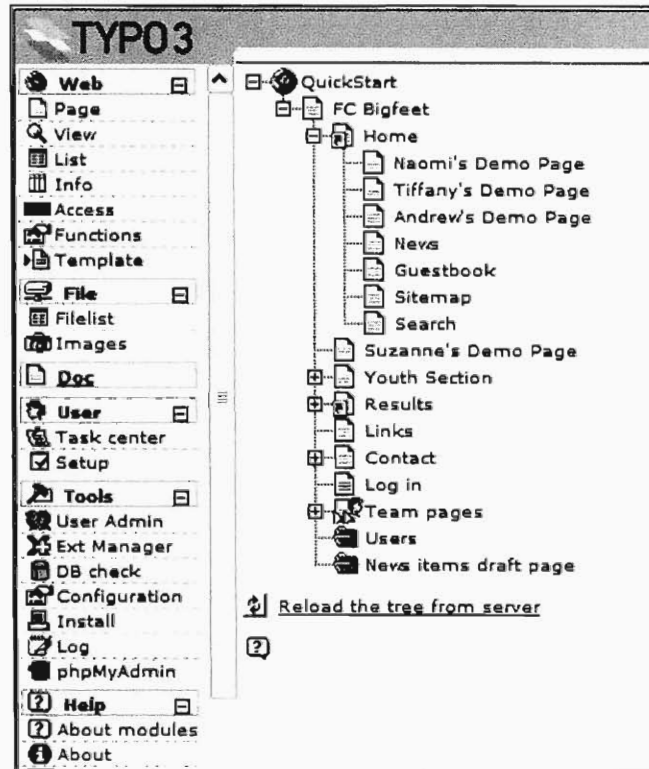 TYPO3
Web
Page
View
List
Info
Access
Functions
Template
File
Filelist
Images
Doc
User
Task center
Setup
Tools
User Admin
Ext Manager
DB check
Configuration
Install
Log
phpMyAdmin
Help
About modules
About
QuickStart
FC Bigfeet
Home
Naomi's Demo Page
Tiffany's Demo Page
Andrew's Demo Page
News
Guestbook
Sitemap
Search
Suzanne's Demo Page
Youth Section
Results
Links
Contact
Log in
Team pages
Users
News items draft page
Reload the tree from server